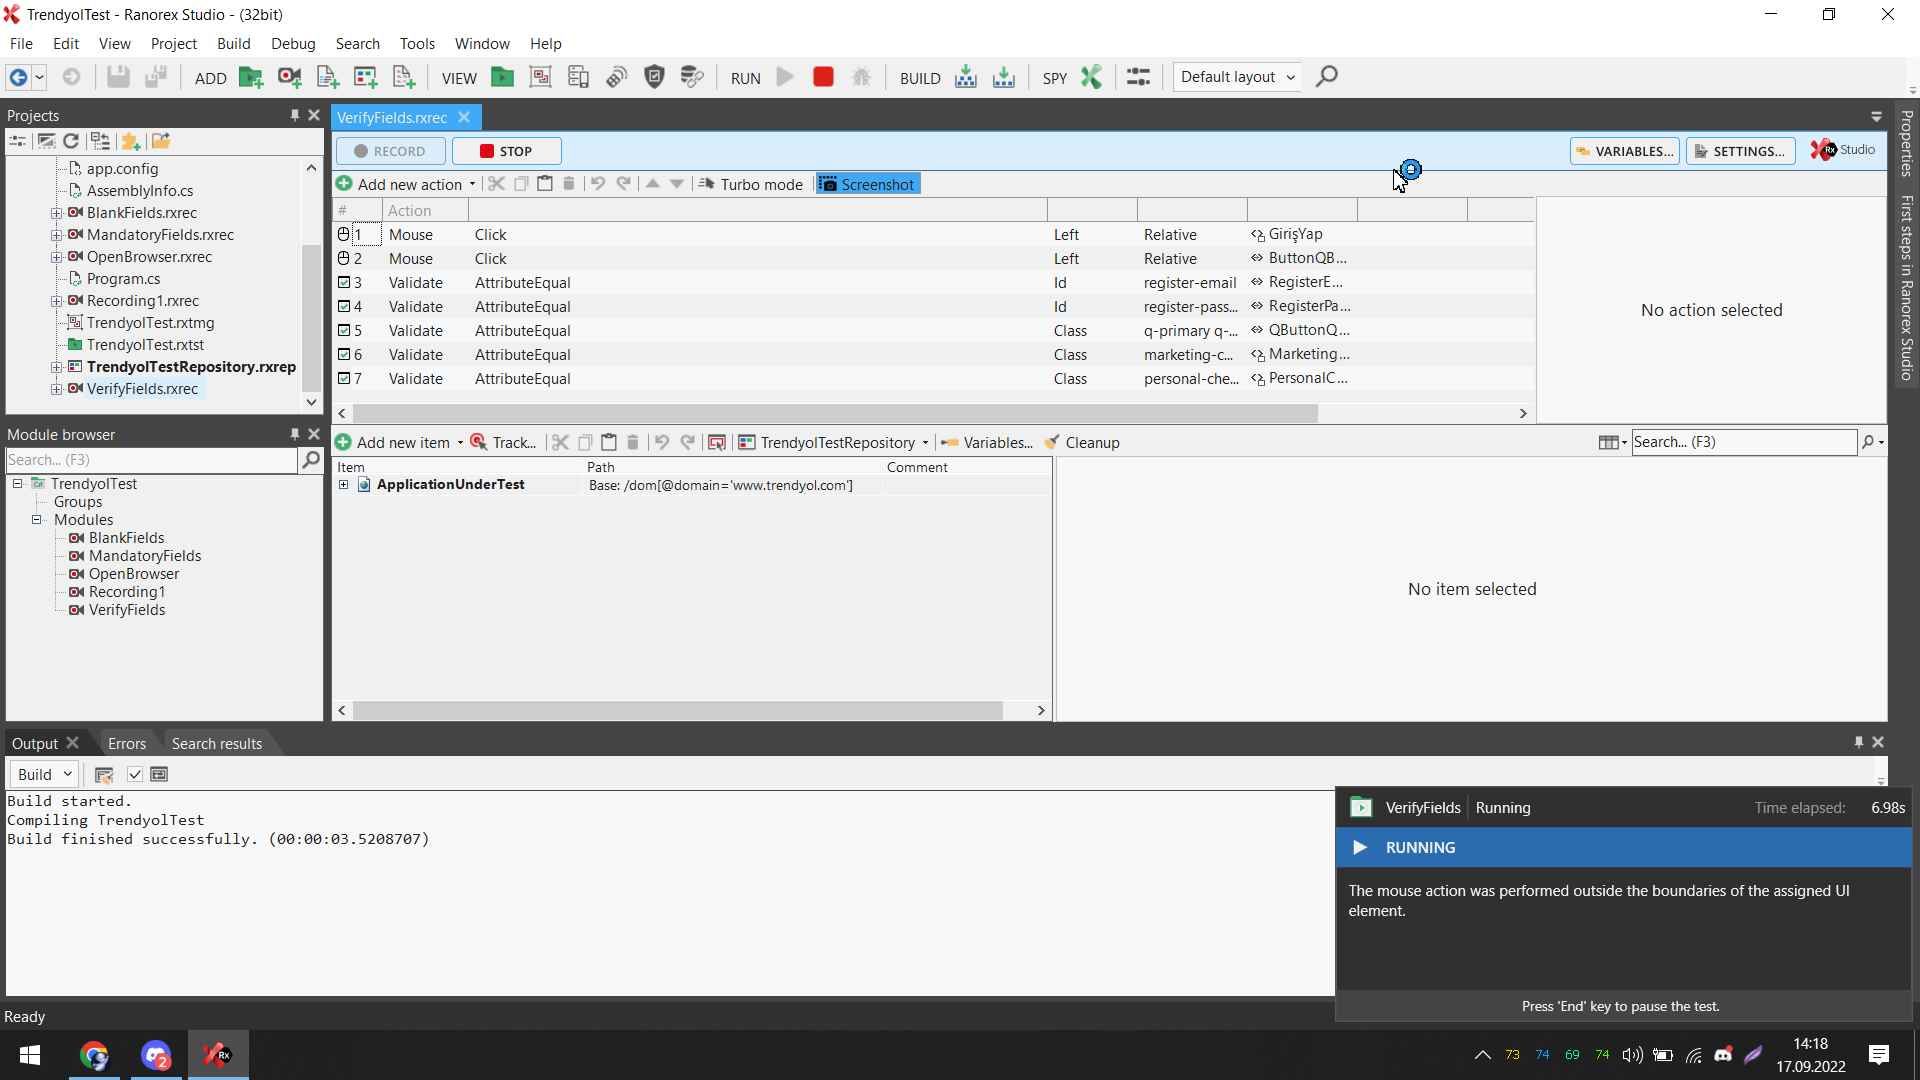 TrendyolTest - Ranorex Studio - (32bit)
File Edit View Project Build Debug Search Tools Window Help
ADD VIEW RUN BUILD SPY Default layout
Projects
VerifyFields.rxrec
Properties
First steps in Ranorex Studio
RECORD STOP VARIABLES... SETTINGS... Rx Studio
Add new action Turbo mode Screenshot
# Action
1 Mouse Click Left Relative GirişYap
2 Mouse Click Left Relative ButtonQB...
3 Validate AttributeEqual Id register-email RegisterE...
4 Validate AttributeEqual Id register-pass... RegisterPa...
5 Validate AttributeEqual Class q-primary q-... QButtonQ...
6 Validate AttributeEqual Class marketing-c... Marketing...
7 Validate AttributeEqual Class personal-che... PersonalC...
No action selected
app.config
AssemblyInfo.cs
BlankFields.rxrec
MandatoryFields.rxrec
OpenBrowser.rxrec
Program.cs
Recording1.rxrec
TrendyolTest.rxtmg
TrendyolTest.rxtst
TrendyolTestRepository.rxrep
VerifyFields.rxrec
Module browser
Search... (F3)
TrendyolTest
Groups
Modules
BlankFields
MandatoryFields
OpenBrowser
Recording1
VerifyFields
Add new item Track... TrendyolTestRepository Variables... Cleanup Search... (F3)
Item Path Comment
ApplicationUnderTest Base: /dom[@domain='www.trendyol.com']
No item selected
Output Errors Search results
Build
Build started.
Compiling TrendyolTest
Build finished successfully. (00:00:03.5208707)
VerifyFields Running Time elapsed: 6.98s
RUNNING
The mouse action was performed outside the boundaries of the assigned UI
element.
Press 'End' key to pause the test.
Ready
2 Rx 73 74 69 74 14:18
17.09.2022